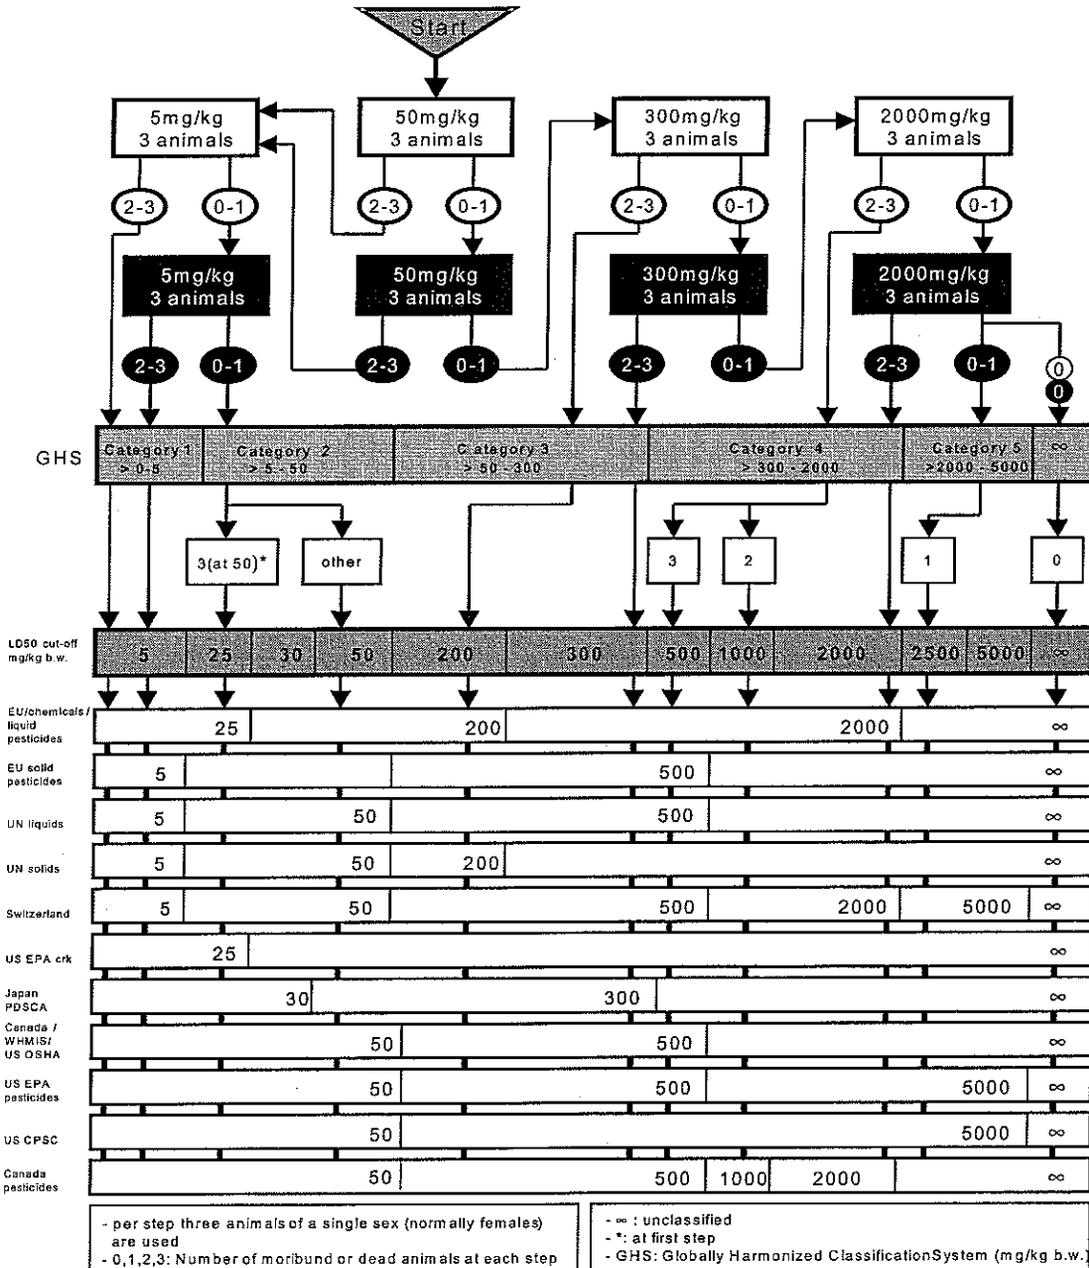 Start
5mg/kg
3 animals
50mg/kg
3 animals
300mg/kg
3 animals
2000mg/kg
3 animals
2-3
0-1
2-3
0-1
2-3
0-1
2-3
0-1
5mg/kg
3 animals
50mg/kg
3 animals
300mg/kg
3 animals
2000mg/kg
3 animals
2-3
0-1
2-3
0-1
2-3
0-1
2-3
0-1
0
0
GHS
Category 1
> 0-5
Category 2
> 5 - 50
Category 3
> 50 - 300
Category 4
> 300 - 2000
Category 5
>2000 - 5000
∞
3(at 50)*
other
3
2
1
0
LD50 cut-off
mg/kg b.w.
5 25 30 50 200 300 500 1000 2000 2500 5000 ∞
EU/chemicals/
liquid
pesticides
25 200 2000 ∞
EU solid
pesticides
5 500 ∞
UN liquids
5 50 500 ∞
UN solids
5 50 200 ∞
Switzerland
5 50 500 2000 5000 ∞
US EPA crk
25 ∞
Japan
PDSCA
30 300 ∞
Canada /
WHMIS/
US OSHA
50 500 ∞
US EPA
pesticides
50 500 5000 ∞
US CPSC
50 5000 ∞
Canada
pesticides
50 500 1000 2000 ∞
- per step three animals of a single sex (normally females)
are used
- 0,1,2,3: Number of moribund or dead animals at each step
- ∞ : unclassified
- *: at first step
- GHS: Globally Harmonized ClassificationSystem (mg/kg b.w.)